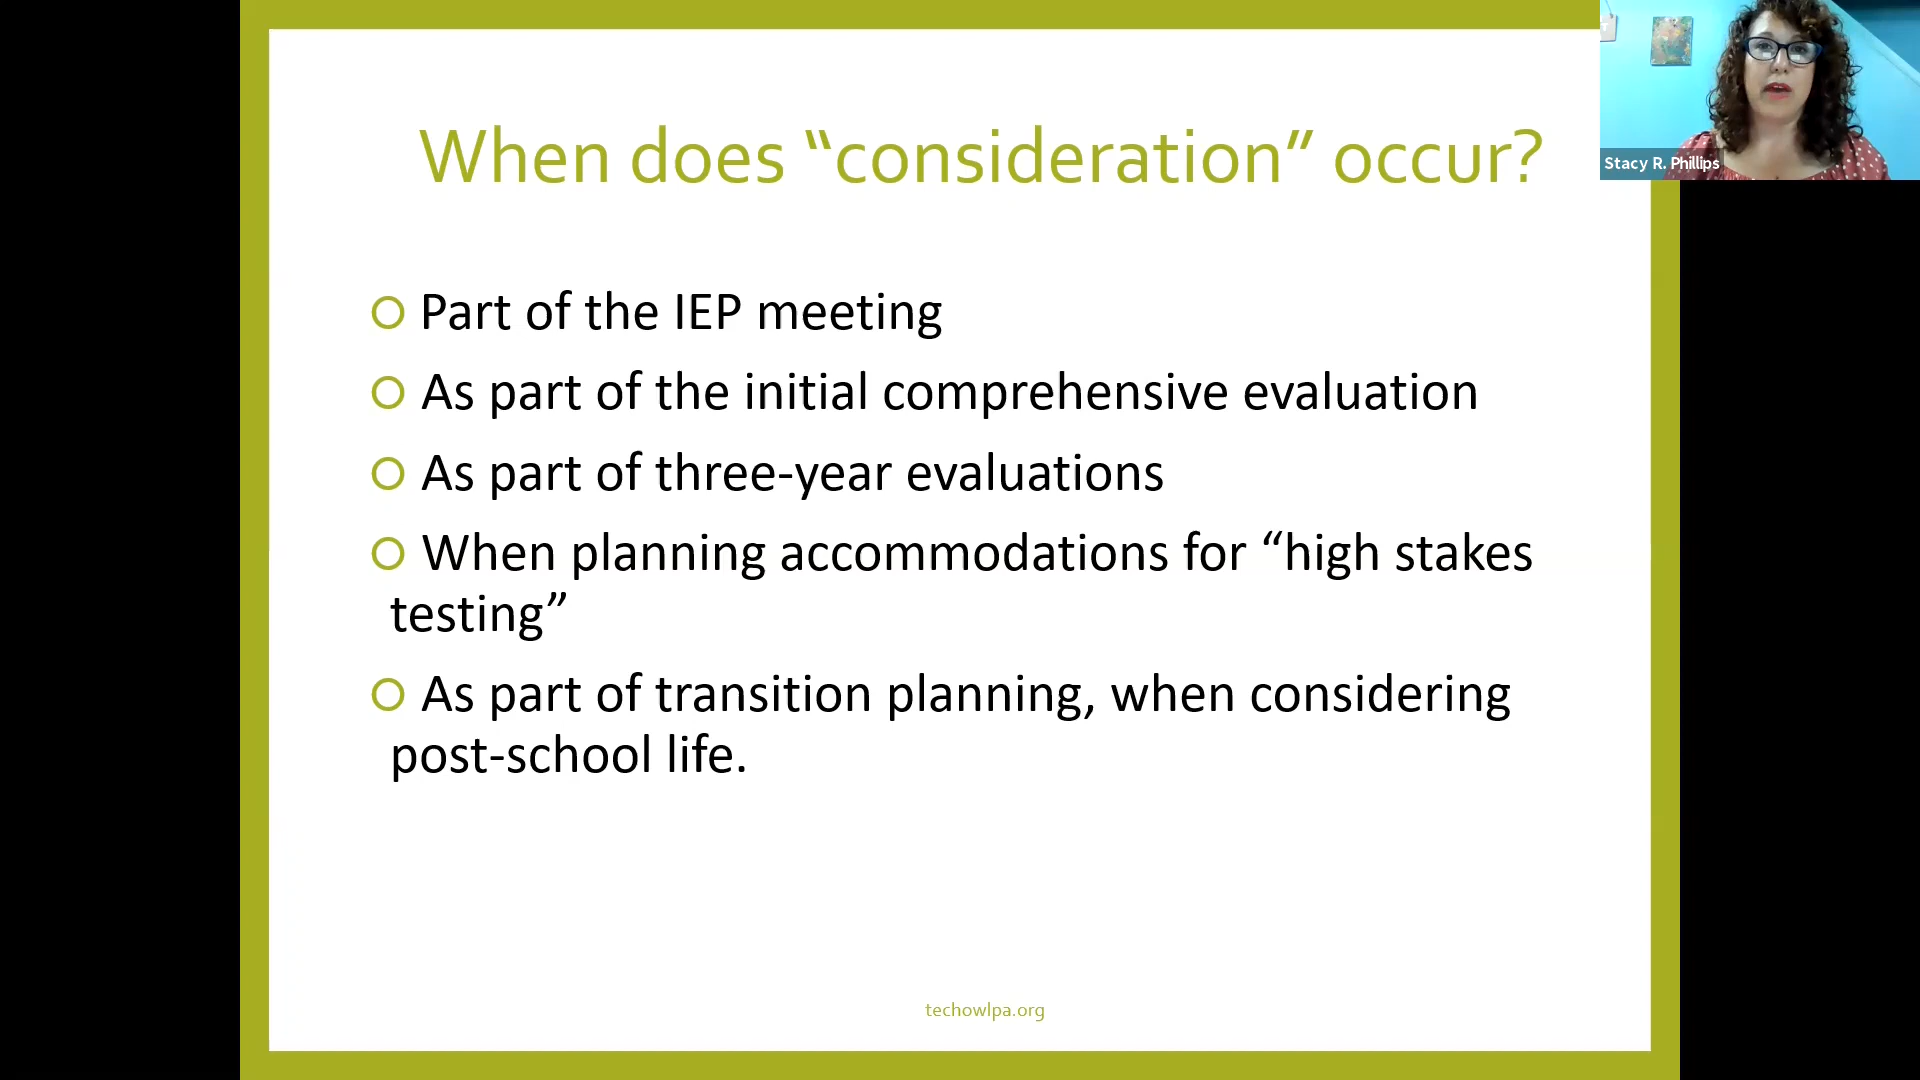 When does “consideration” occur?
Stacy R. Phillips
Part of the IEP meeting
As part of the initial comprehensive evaluation
As part of three-year evaluations
When planning accommodations for “high stakes
testing”
As part of transition planning, when considering
post-school life.
techowlpa.org